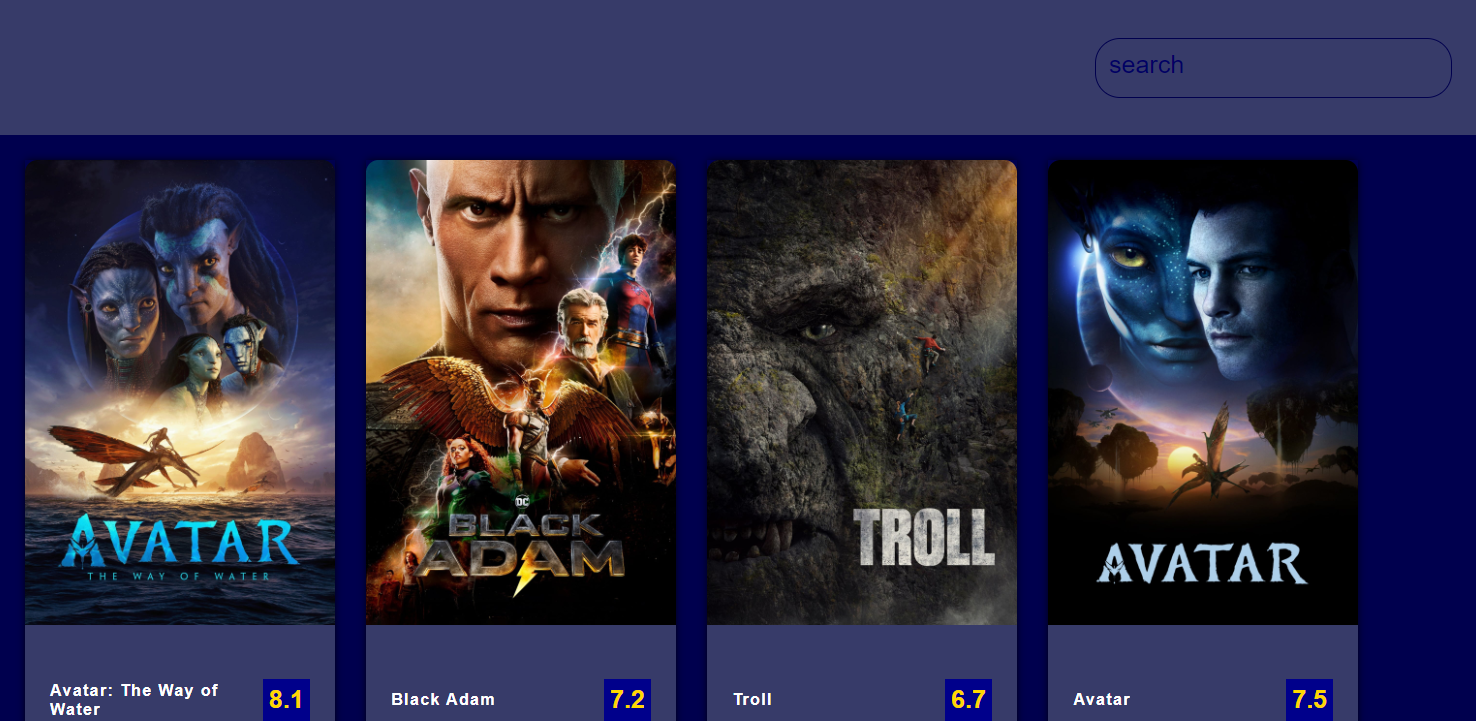 search
AVATAR
THE WAY OF WATER
DC
BLACK
ADAM
TROLL
AVATAR
Avatar: The Way of
Water
8.1
Black Adam
7.2
Troll
6.7
Avatar
7.5